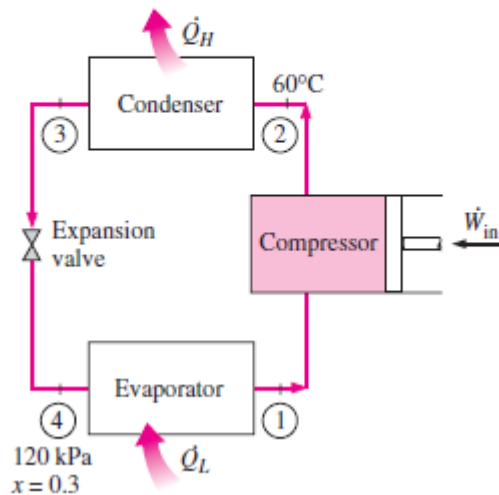 Q̇H
60°C
Condenser
3
2
Expansion
valve
Compressor
Ẇin
Evaporator
4
1
120 kPa
x = 0.3
Q̇L